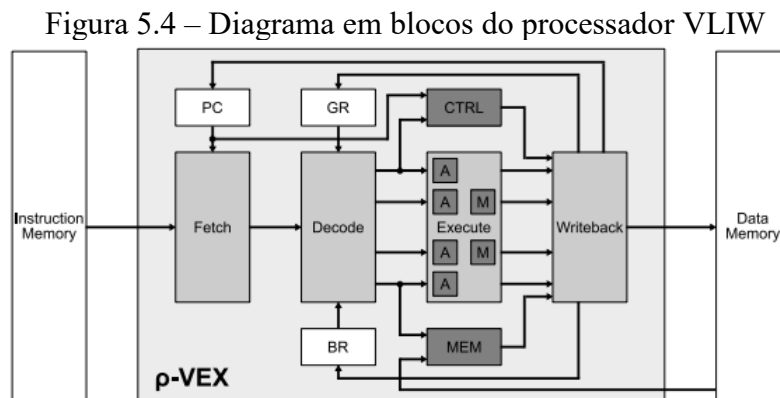 Figura 5.4 – Diagrama em blocos do processador VLIW
PC
GR
CTRL
Instruction
Memory
Fetch
Decode
A
A
M
Execute
A
M
A
Writeback
Data
Memory
BR
MEM
ρ-VEX